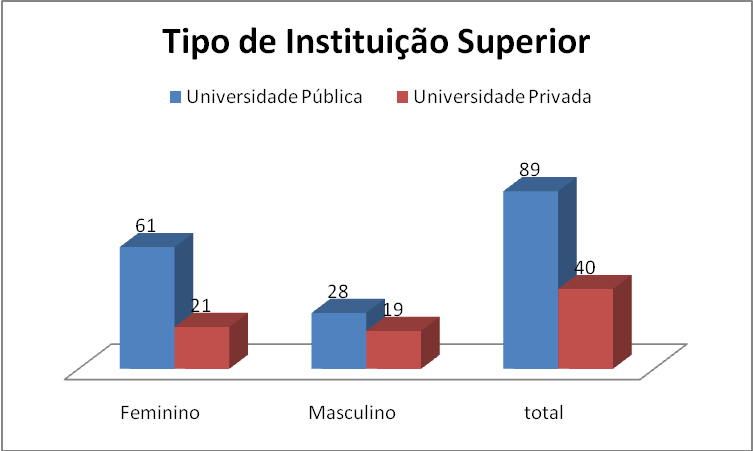 Tipo de Instituição Superior
Universidade Pública Universidade Privada
61 21 28 19 89 40
Feminino Masculino total